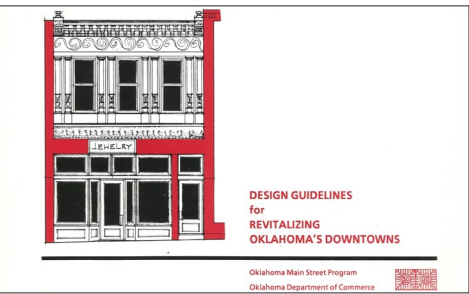 JEWELRY
DESIGN GUIDELINES
for
REVITALIZING
OKLAHOMA'S DOWNTOWNS
Oklahoma Main Street Program
Oklahoma Department of Commerce